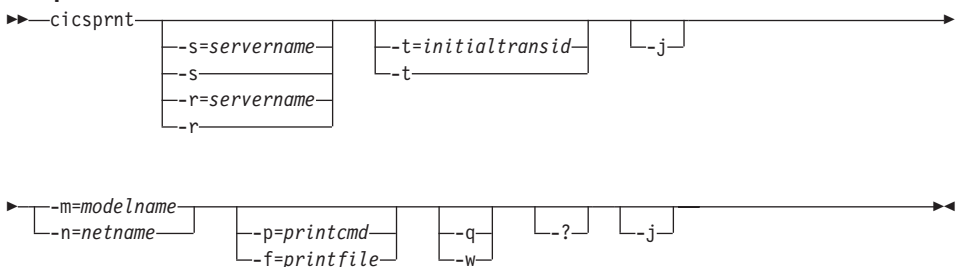 cicsprnt
-s=servername
-s
-r=servername
-r
-t=initialtransid
-t
-j
-m=modelname
-n=netname
-p=printcmd
-f=printfile
-q
-w
-?
-j